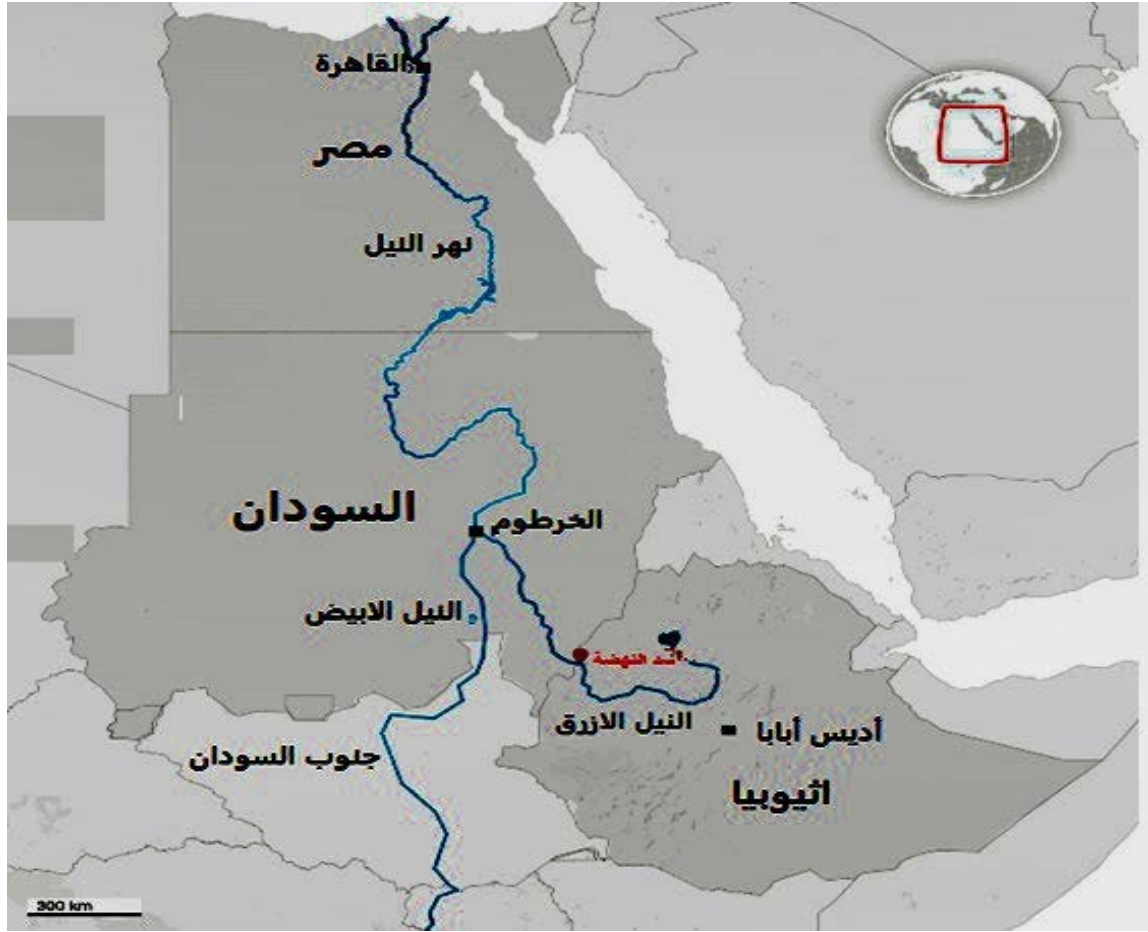 القاهرة
مصر
نهر النيل
السودان
الخرطوم
النيل الابيض
سد النهضة
النيل الازرق
أديس أبابا
جنوب السودان
اثيوبيا
300 km